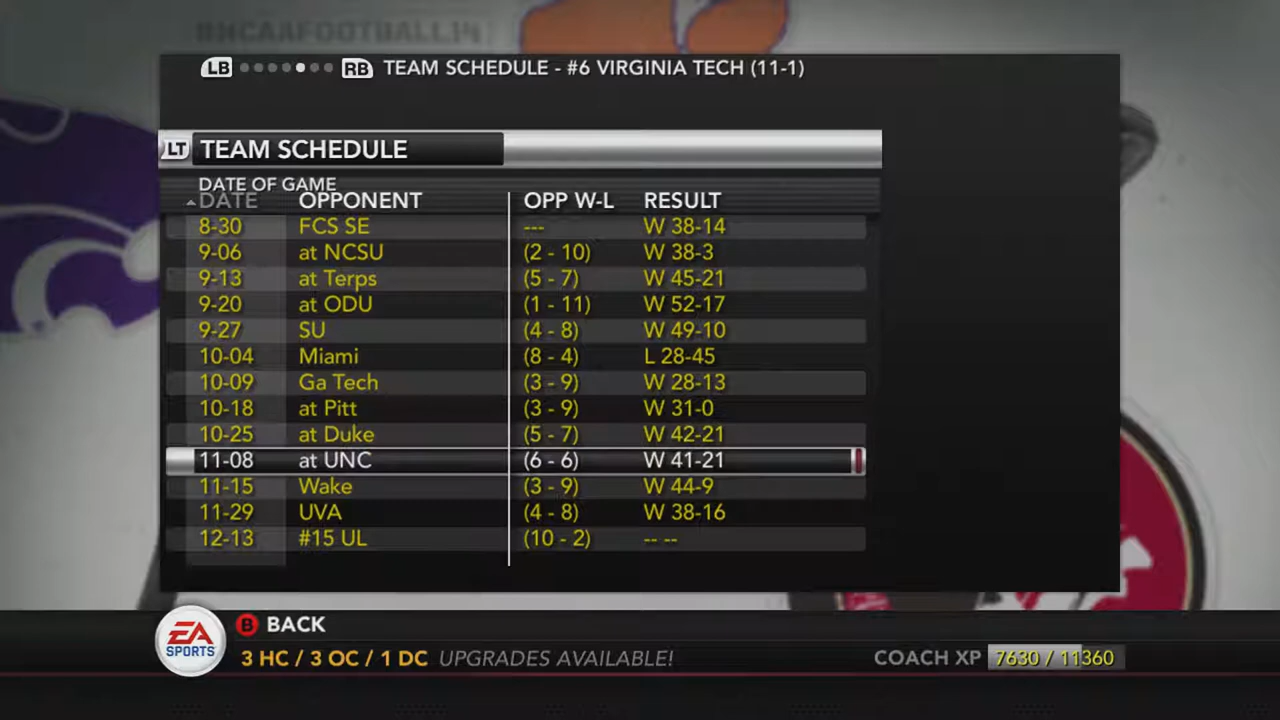 #NCAAFOOTBALL14
LB RB TEAM SCHEDULE - #6 VIRGINIA TECH (11-1)
LT TEAM SCHEDULE
DATE OF GAME
DATE OPPONENT OPP W-L RESULT
8-30 FCS SE --- W 38-14
9-06 at NCSU (2 - 10) W 38-3
9-13 at Terps (5 - 7) W 45-21
9-20 at ODU (1 - 11) W 52-17
9-27 SU (4 - 8) W 49-10
10-04 Miami (8 - 4) L 28-45
10-09 Ga Tech (3 - 9) W 28-13
10-18 at Pitt (3 - 9) W 31-0
10-25 at Duke (5 - 7) W 42-21
11-08 at UNC (6 - 6) W 41-21
11-15 Wake (3 - 9) W 44-9
11-29 UVA (4 - 8) W 38-16
12-13 #15 UL (10 - 2) -- --
EA SPORTS
B BACK
3 HC / 3 OC / 1 DC UPGRADES AVAILABLE!
COACH XP 7630 / 11360